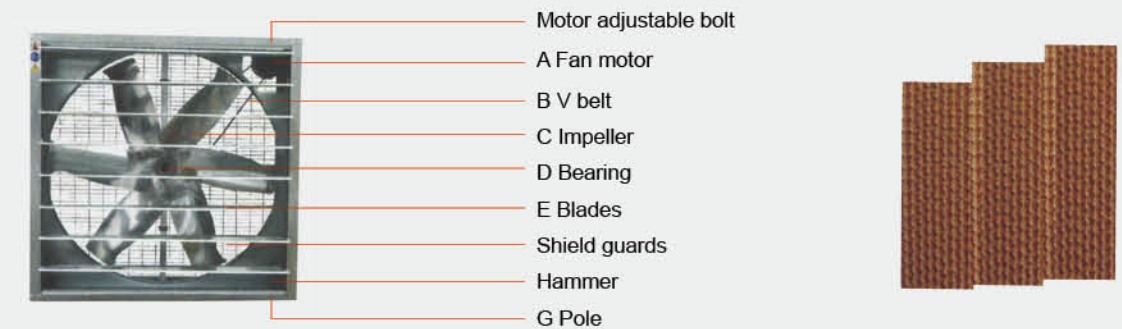 Motor adjustable bolt
A Fan motor
B V belt
C Impeller
D Bearing
E Blades
Shield guards
Hammer
G Pole